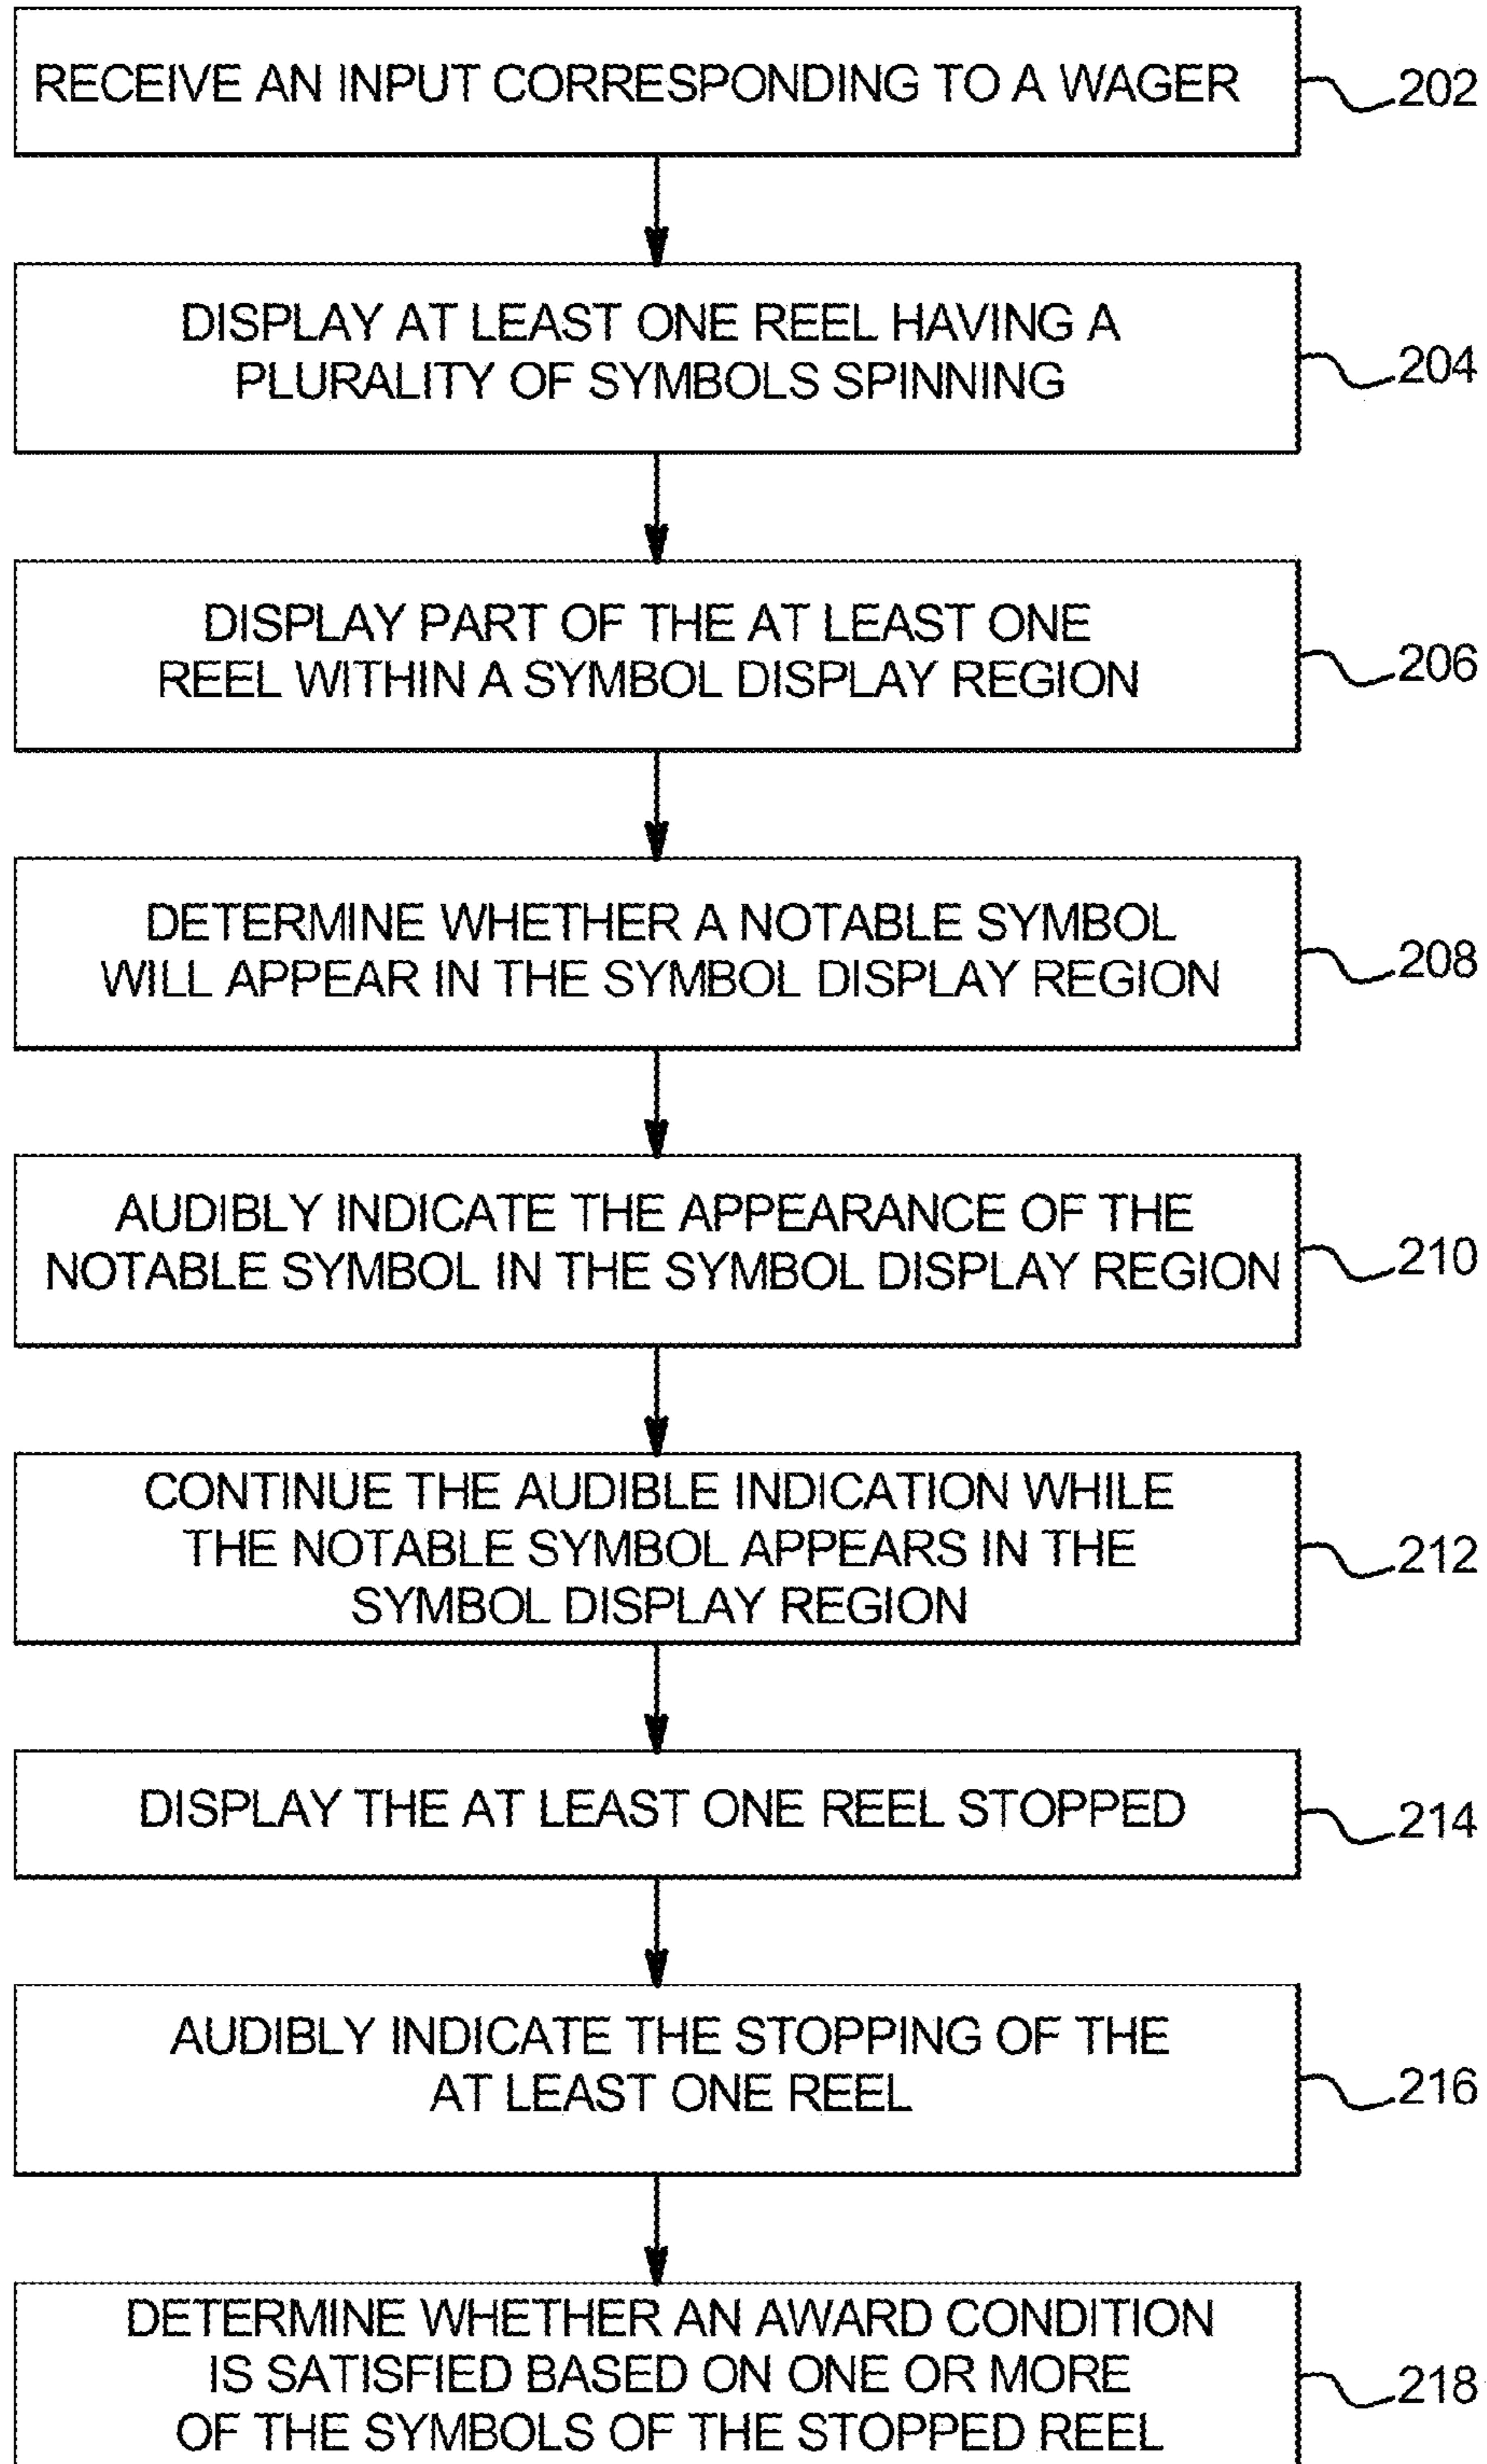 RECEIVE AN INPUT CORRESPONDING TO A WAGER
202
DISPLAY AT LEAST ONE REEL HAVING A
PLURALITY OF SYMBOLS SPINNING
204
DISPLAY PART OF THE AT LEAST ONE
REEL WITHIN A SYMBOL DISPLAY REGION
206
DETERMINE WHETHER A NOTABLE SYMBOL
WILL APPEAR IN THE SYMBOL DISPLAY REGION
208
AUDIBLY INDICATE THE APPEARANCE OF THE
NOTABLE SYMBOL IN THE SYMBOL DISPLAY REGION
210
CONTINUE THE AUDIBLE INDICATION WHILE
THE NOTABLE SYMBOL APPEARS IN THE
SYMBOL DISPLAY REGION
212
DISPLAY THE AT LEAST ONE REEL STOPPED
214
AUDIBLY INDICATE THE STOPPING OF THE
AT LEAST ONE REEL
216
DETERMINE WHETHER AN AWARD CONDITION
IS SATISFIED BASED ON ONE OR MORE
OF THE SYMBOLS OF THE STOPPED REEL
218